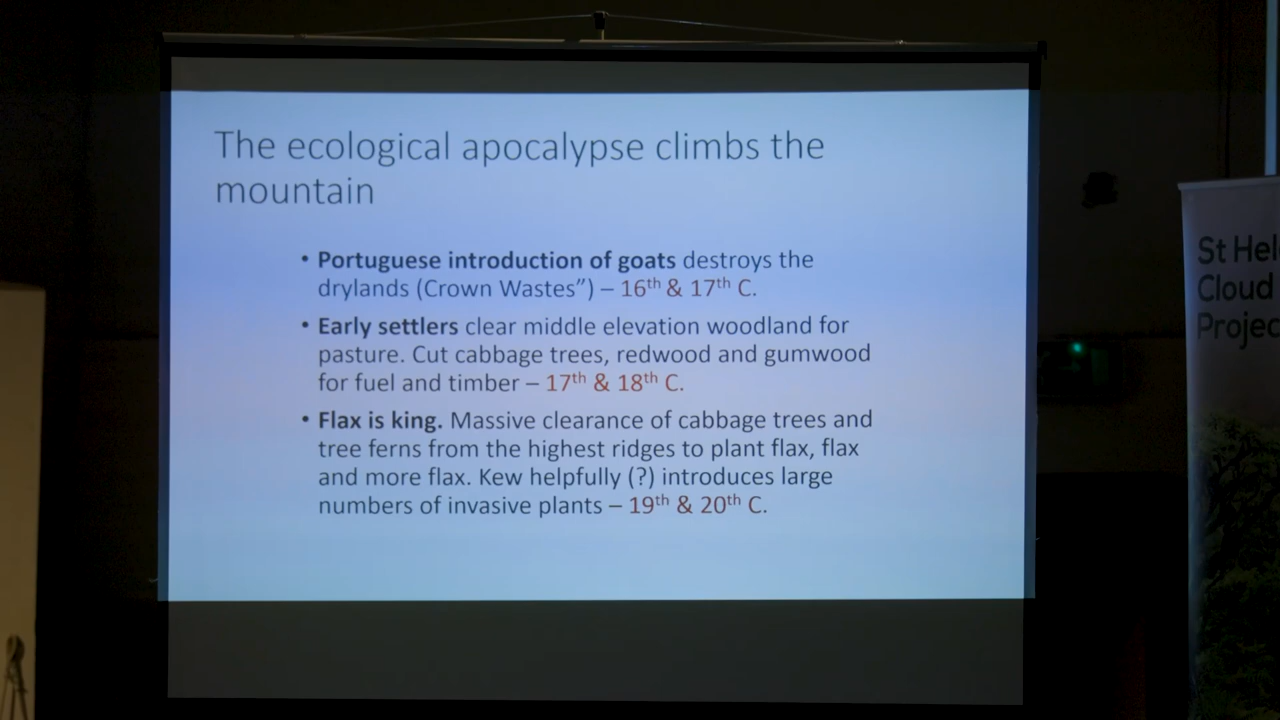 The ecological apocalypse climbs the
mountain
• Portuguese introduction of goats destroys the
drylands (Crown Wastes”) – 16th & 17th C.
• Early settlers clear middle elevation woodland for
pasture. Cut cabbage trees, redwood and gumwood
for fuel and timber – 17th & 18th C.
• Flax is king. Massive clearance of cabbage trees and
tree ferns from the highest ridges to plant flax, flax
and more flax. Kew helpfully (?) introduces large
numbers of invasive plants – 19th & 20th C.
St Hel
Cloud
Projec